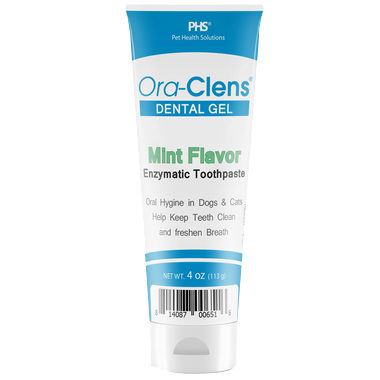 PHS®
Pet Health Solutions
Ora-Clens®
DENTAL GEL
Mint Flavor
Enzymatic Toothpaste
Oral Hygine in Dogs & Cats
Help Keep Teeth Clean
and freshen Breath
NET WT. 4 oz (113 g)
8 14087 00651 6